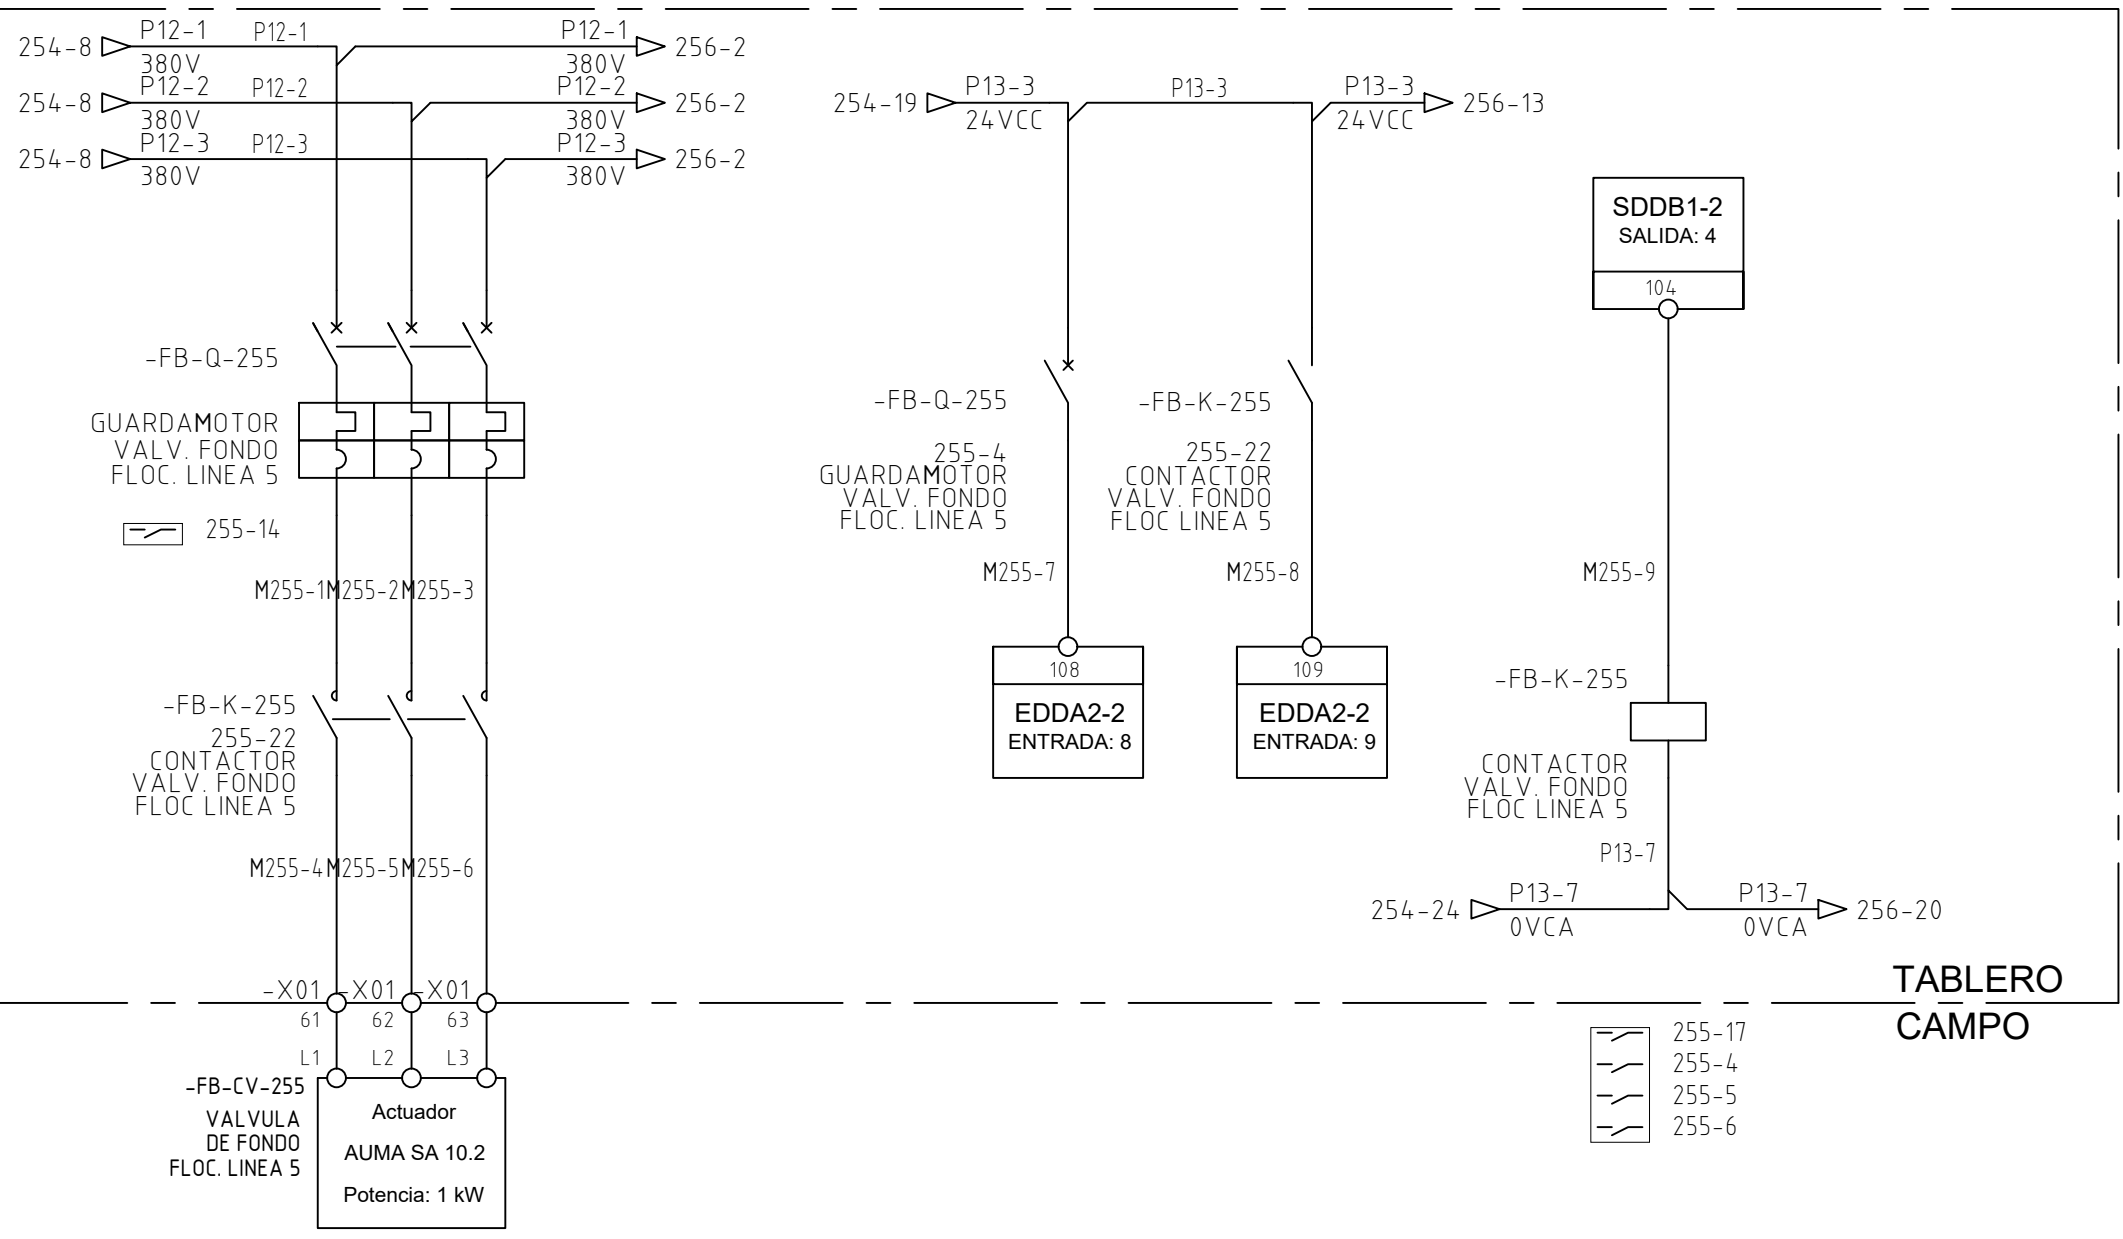 254-8 P12-1 P12-1 P12-1 256-2
380V 380V
254-8 P12-2 P12-2 P12-2 256-2
380V 380V
254-8 P12-3 P12-3 P12-3 256-2
380V 380V
254-19 P13-3 P13-3 P13-3 256-13
24VCC 24VCC
SDDB1-2
SALIDA: 4
104
-FB-Q-255
GUARDAMOTOR
VALV. FONDO
FLOC. LINEA 5
255-14
M255-1 M255-2 M255-3
-FB-K-255
255-22
CONTACTOR
VALV. FONDO
FLOC LINEA 5
M255-4 M255-5 M255-6
-X01 -X01 -X01
61 62 63
L1 L2 L3
-FB-CV-255
VALVULA
DE FONDO
FLOC. LINEA 5
Actuador
AUMA SA 10.2
Potencia: 1 kW
-FB-Q-255
255-4
GUARDAMOTOR
VALV. FONDO
FLOC. LINEA 5
M255-7
108
EDDA2-2
ENTRADA: 8
-FB-K-255
255-22
CONTACTOR
VALV. FONDO
FLOC LINEA 5
M255-8
109
EDDA2-2
ENTRADA: 9
M255-9
-FB-K-255
CONTACTOR
VALV. FONDO
FLOC LINEA 5
P13-7
254-24 P13-7 P13-7 256-20
0VCA 0VCA
TABLERO
CAMPO
255-17
255-4
255-5
255-6